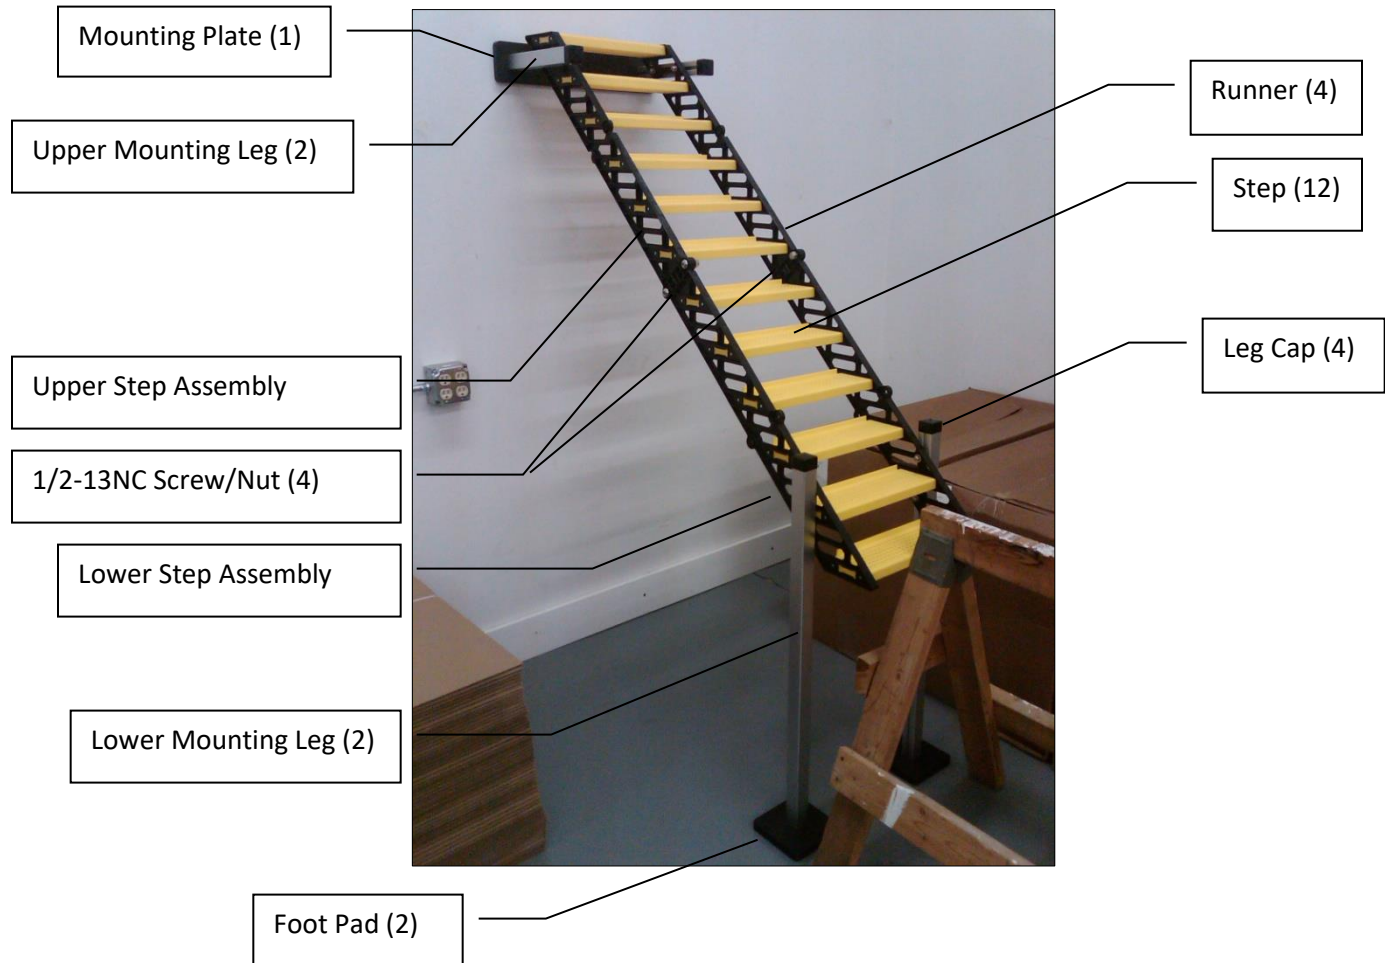 Mounting Plate (1)
Upper Mounting Leg (2)
Runner (4)
Step (12)
Leg Cap (4)
Upper Step Assembly
1/2-13NC Screw/Nut (4)
Lower Step Assembly
Lower Mounting Leg (2)
Foot Pad (2)